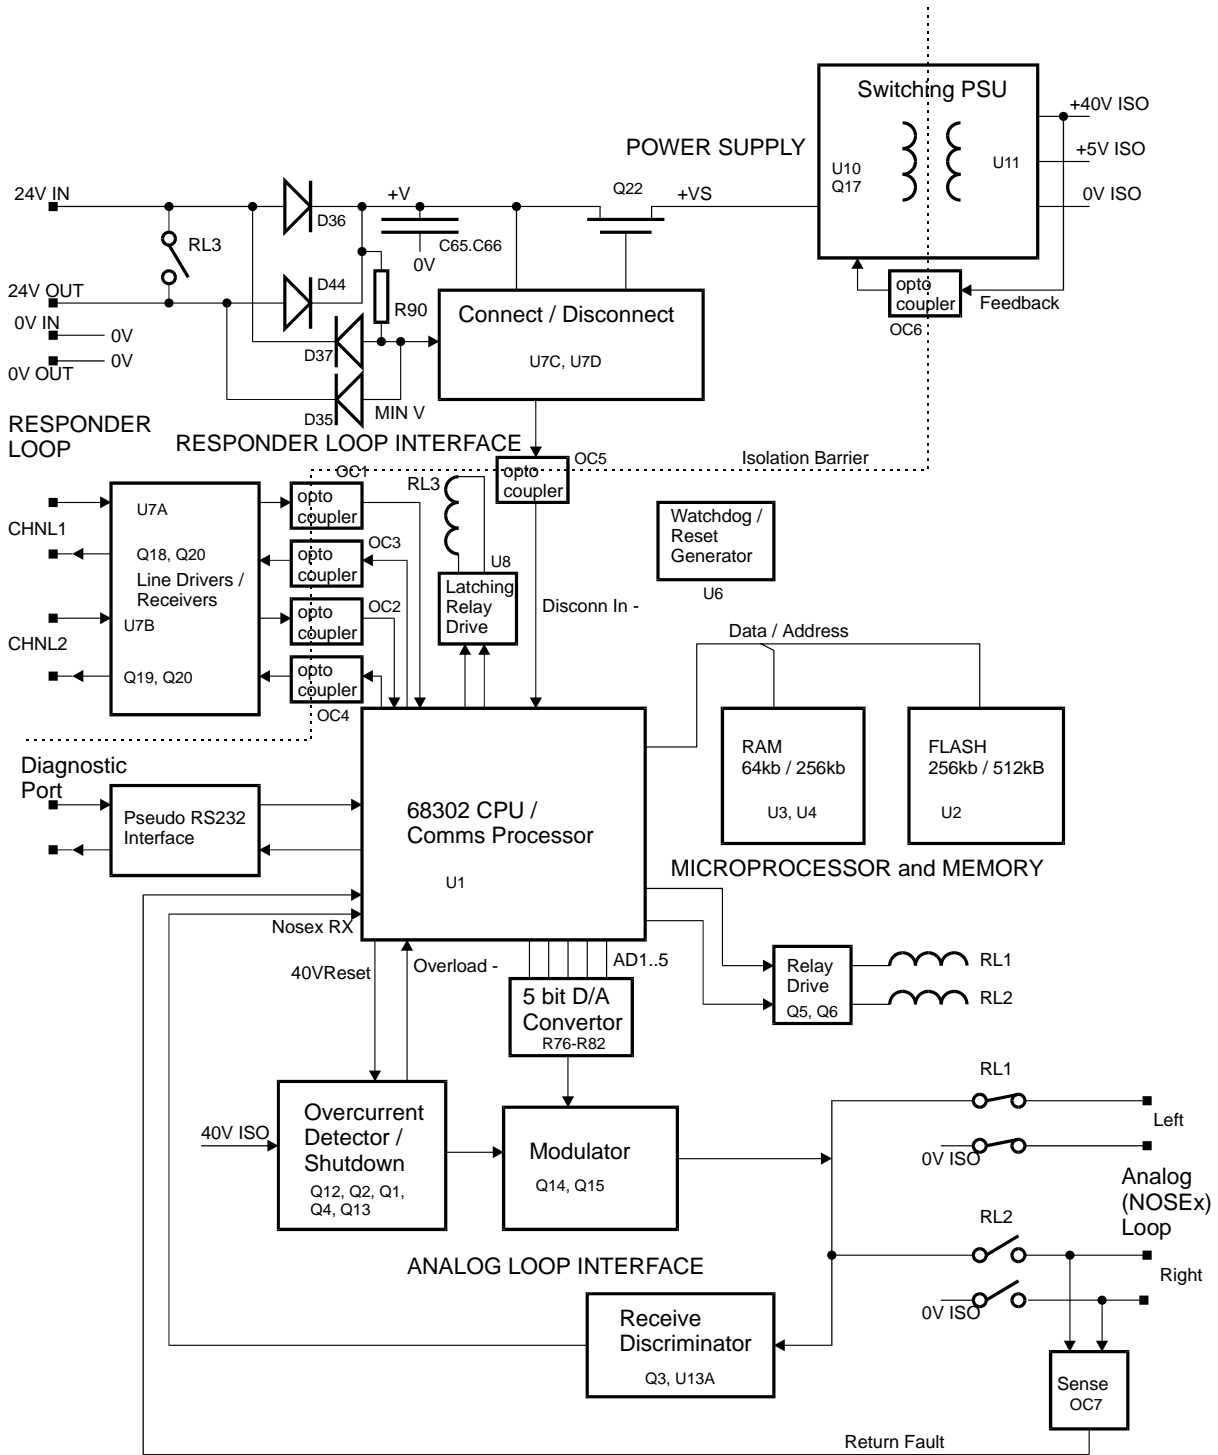 Switching PSU
+40V ISO
POWER SUPPLY
+5V ISO
U10
Q17
U11
24V IN
+V
Q22
+VS
0V ISO
D36
RL3
C65.C66
0V
24V OUT
D44
opto
coupler
Feedback
R90
Connect / Disconnect
0V IN
0V
OC6
D37
U7C, U7D
0V
0V OUT
D35
MIN V
RESPONDER
LOOP
RESPONDER LOOP INTERFACE
OC5
Isolation Barrier
OC1
opto
coupler
RL3
U7A
opto
coupler
Watchdog /
Reset
Generator
CHNL1
OC3
Q18, Q20
opto
coupler
U8
Line Drivers /
Receivers
Latching
Relay
Drive
U6
OC2
opto
coupler
Disconn In -
U7B
Data / Address
CHNL2
opto
coupler
Q19, Q20
OC4
RAM
64kb / 256kb
FLASH
256kb / 512kB
Diagnostic
Port
Pseudo RS232
Interface
68302 CPU /
Comms Processor
U3, U4
U2
MICROPROCESSOR and MEMORY
U1
Nosex RX
40VReset
Overload -
AD1..5
Relay
Drive
RL1
5 bit D/A
Convertor
RL2
Q5, Q6
R76-R82
RL1
Overcurrent
Detector /
Shutdown
Left
40V ISO
Modulator
0V ISO
Analog
(NOSEx)
Loop
Q12, Q2, Q1,
Q4, Q13
Q14, Q15
RL2
ANALOG LOOP INTERFACE
Right
Receive
Discriminator
0V ISO
Q3, U13A
Sense
OC7
Return Fault